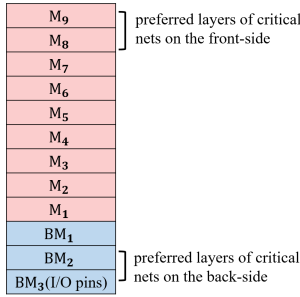 M₉
M₈
M₇
M₆
M₅
M₄
M₃
M₂
M₁
BM₁
BM₂
BM₃(I/O pins)
preferred layers of critical
nets on the front-side
preferred layers of critical
nets on the back-side